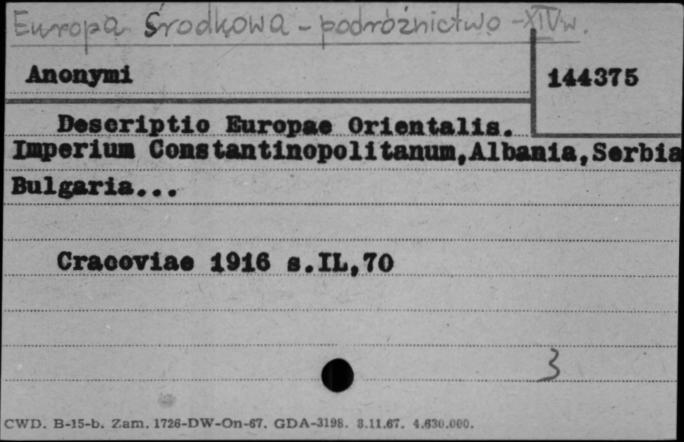 Europa Środkowa - podróżnictwo - XIV w.
Anonymi
144375
Descriptio Europae Orientalis.
Imperium Constantinopolitanum,Albania,Serbia
Bulgaria...
Cracoviae 1916 s.IL,70
3
CWD. B-15-b. Zam. 1726-DW-On-67. GDA-3198. 3.11.67. 4.630.000.